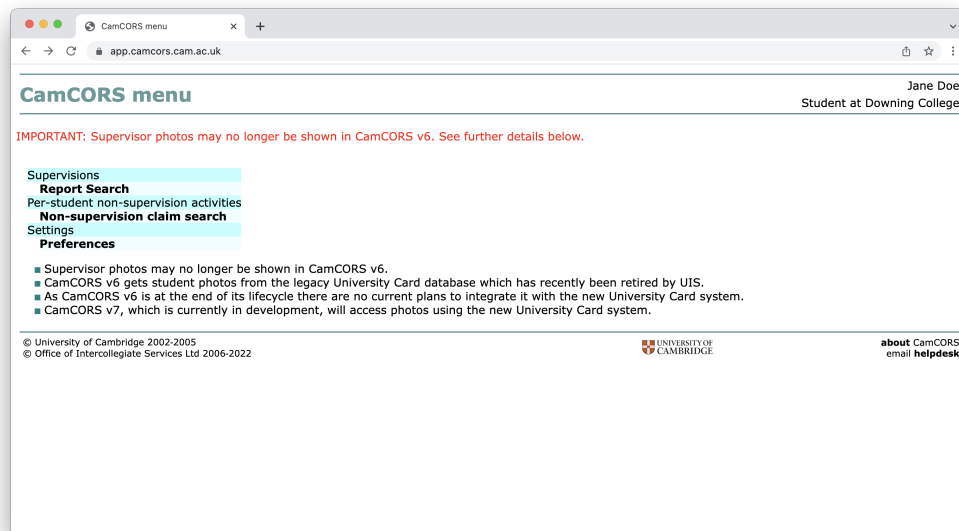 CamCORS menu
app.camcors.cam.ac.uk
CamCORS menu
Jane Doe
Student at Downing College
IMPORTANT: Supervisor photos may no longer be shown in CamCORS v6. See further details below.
Supervisions
Report Search
Per-student non-supervision activities
Non-supervision claim search
Settings
Preferences
Supervisor photos may no longer be shown in CamCORS v6.
CamCORS v6 gets student photos from the legacy University Card database which has recently been retired by UIS.
As CamCORS v6 is at the end of its lifecycle there are no current plans to integrate it with the new University Card system.
CamCORS v7, which is currently in development, will access photos using the new University Card system.
© University of Cambridge 2002-2005
© Office of Intercollegiate Services Ltd 2006-2022
UNIVERSITY OF
CAMBRIDGE
about CamCORS
email helpdesk